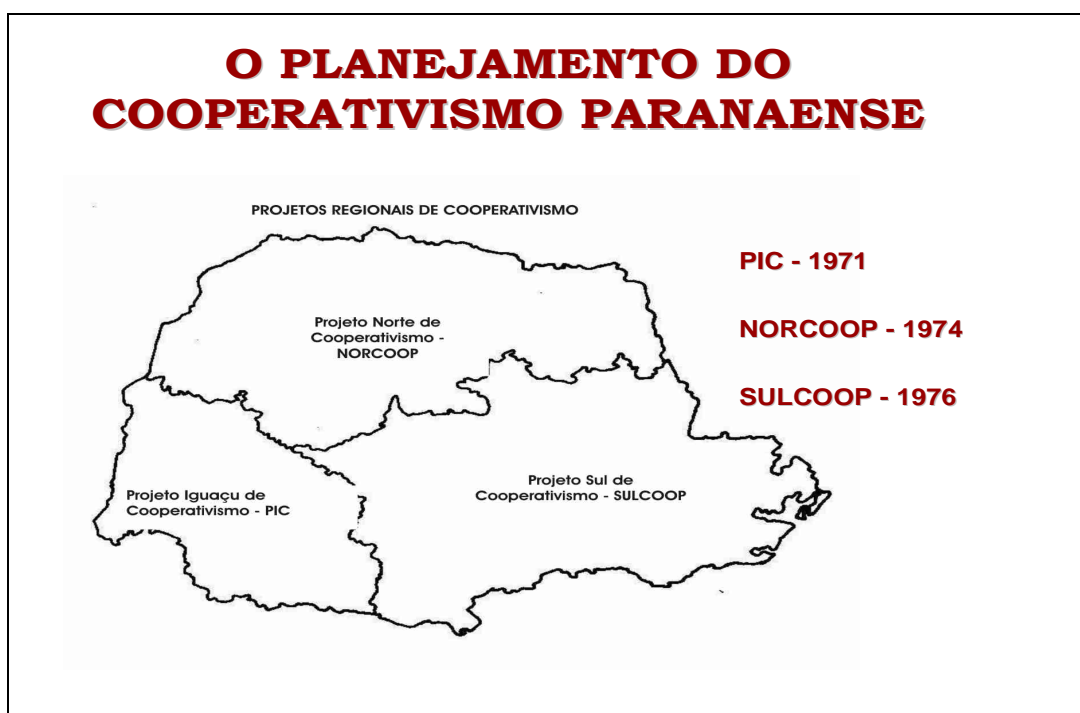 O PLANEJAMENTO DO
COOPERATIVISMO PARANAENSE
PROJETOS REGIONAIS DE COOPERATIVISMO
PIC - 1971
NORCOOP - 1974
SULCOOP - 1976
Projeto Norte de
Cooperativismo -
NORCOOP
Projeto Iguaçu de
Cooperativismo - PIC
Projeto Sul de
Cooperativismo - SULCOOP